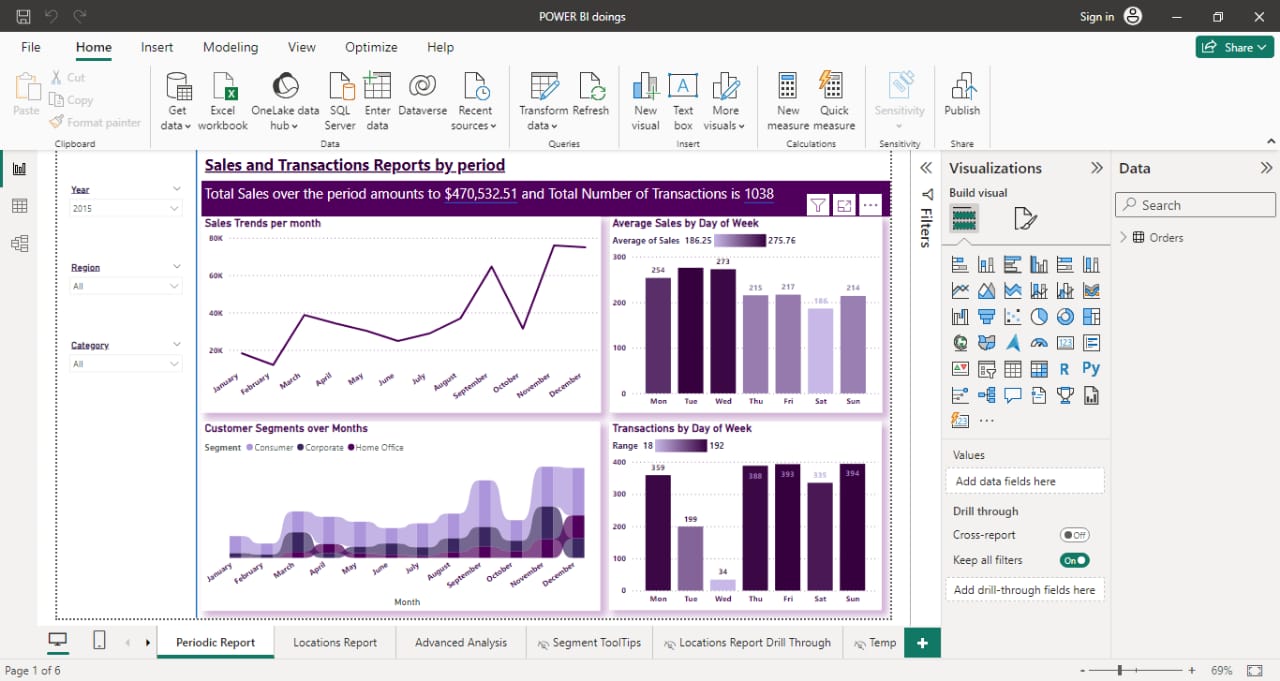 POWER BI doings
Sign in
File Home Insert Modeling View Optimize Help
Share
Paste
Cut
Copy
Format painter
Clipboard
Get data
Excel workbook
OneLake data hub
SQL Server
Enter data
Dataverse
Recent sources
Data
Transform data
Refresh
Queries
New visual
Text box
More visuals
Insert
New measure
Quick measure
Calculations
Sensitivity
Sensitivity
Publish
Share
Year
2015
Region
All
Category
All
Sales and Transactions Reports by period
Total Sales over the period amounts to $470,532.51 and Total Number of Transactions is 1038
Sales Trends per month
80K
60K
40K
20K
January February March April May June July August September October November December
Average Sales by Day of Week
Average of Sales 186.25 275.76
300
200
100
0
254 273 215 217 186 214
Mon Tue Wed Thu Fri Sat Sun
Customer Segments over Months
Segment Consumer Corporate Home Office
January February March April May June July August September October November December
Month
Transactions by Day of Week
Range 18 192
400
300
200
100
0
359 199 34 388 393 335 394
Mon Tue Wed Thu Fri Sat Sun
Filters
Visualizations
Build visual
123
R Py
123
Values
Add data fields here
Drill through
Cross-report Off
Keep all filters On
Add drill-through fields here
Data
Search
Orders
Periodic Report Locations Report Advanced Analysis Segment ToolTips Locations Report Drill Through Temp
+
Page 1 of 6
- + 69%